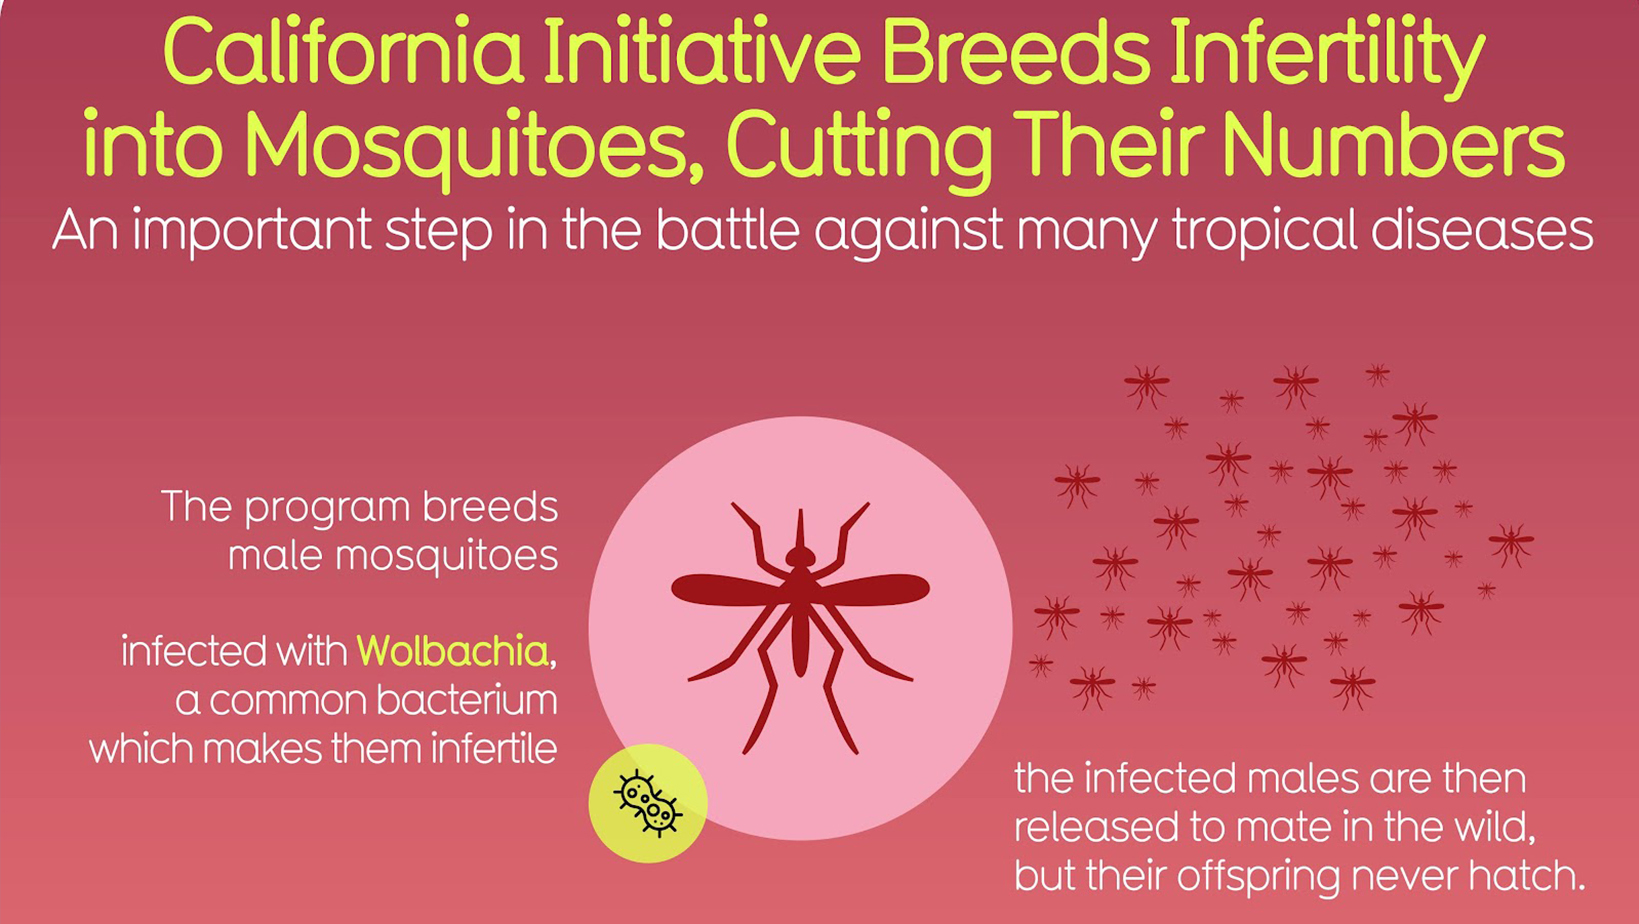 California Initiative Breeds Infertility
into Mosquitoes, Cutting Their Numbers
An important step in the battle against many tropical diseases
The program breeds
male mosquitoes
infected with Wolbachia,
a common bacterium
which makes them infertile
the infected males are then
released to mate in the wild,
but their offspring never hatch.